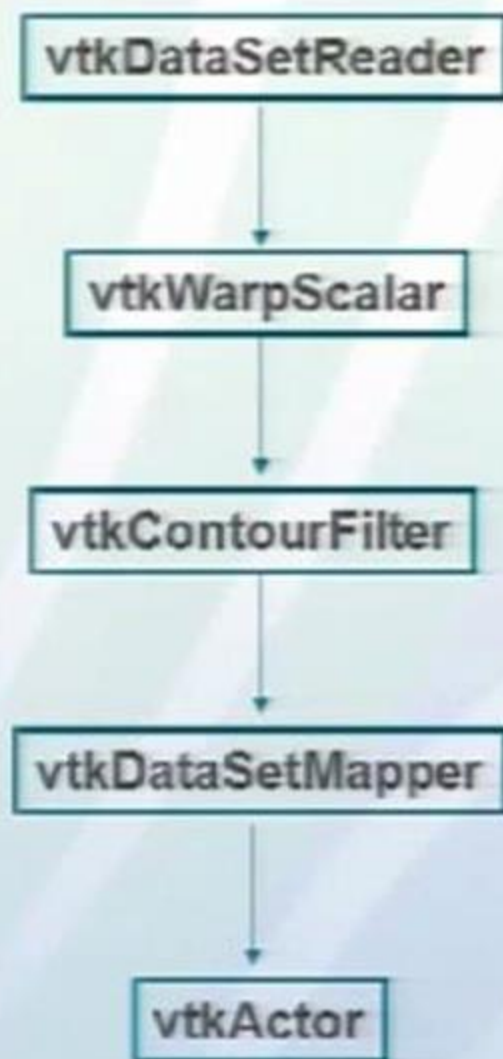 vtkDataSetReader
vtkWarpScalar
vtkContourFilter
vtkDataSetMapper
vtkActor